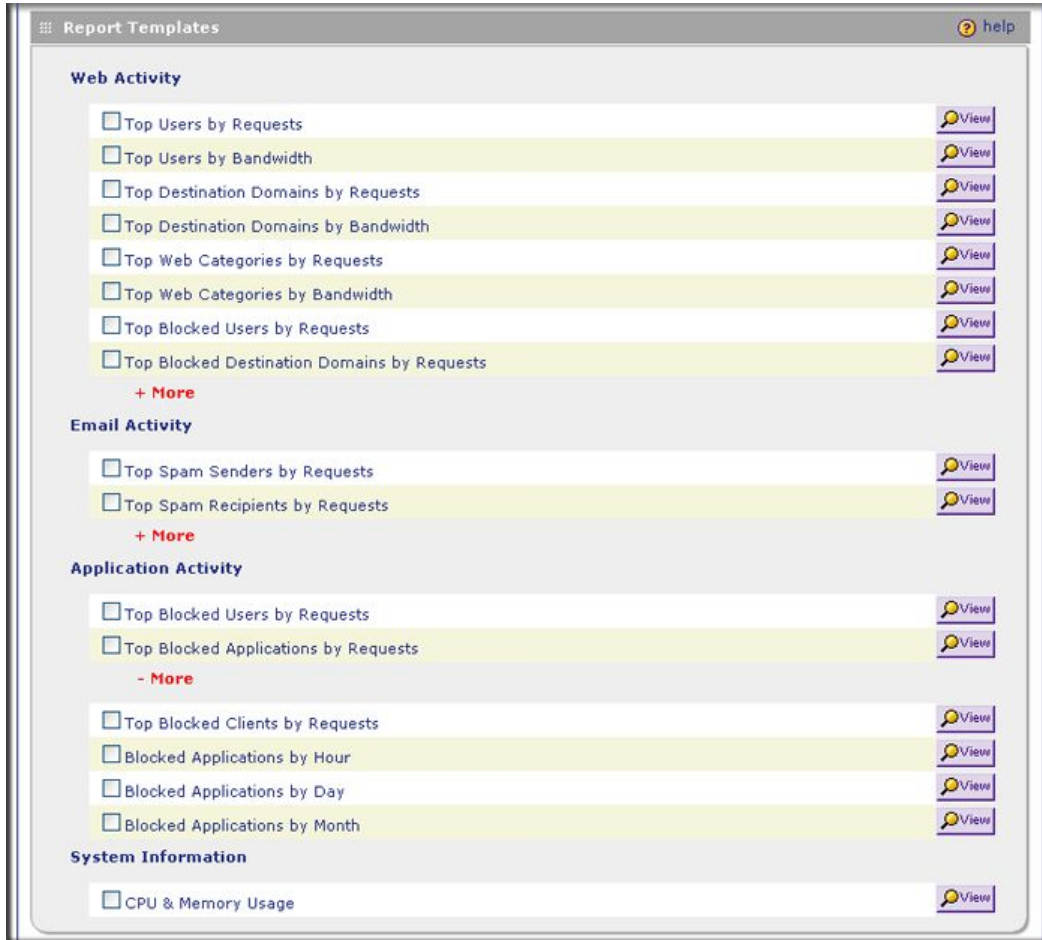 Report Templates
? help
Web Activity
Top Users by Requests View
Top Users by Bandwidth View
Top Destination Domains by Requests View
Top Destination Domains by Bandwidth View
Top Web Categories by Requests View
Top Web Categories by Bandwidth View
Top Blocked Users by Requests View
Top Blocked Destination Domains by Requests View
+ More
Email Activity
Top Spam Senders by Requests View
Top Spam Recipients by Requests View
+ More
Application Activity
Top Blocked Users by Requests View
Top Blocked Applications by Requests View
- More
Top Blocked Clients by Requests View
Blocked Applications by Hour View
Blocked Applications by Day View
Blocked Applications by Month View
System Information
CPU & Memory Usage View